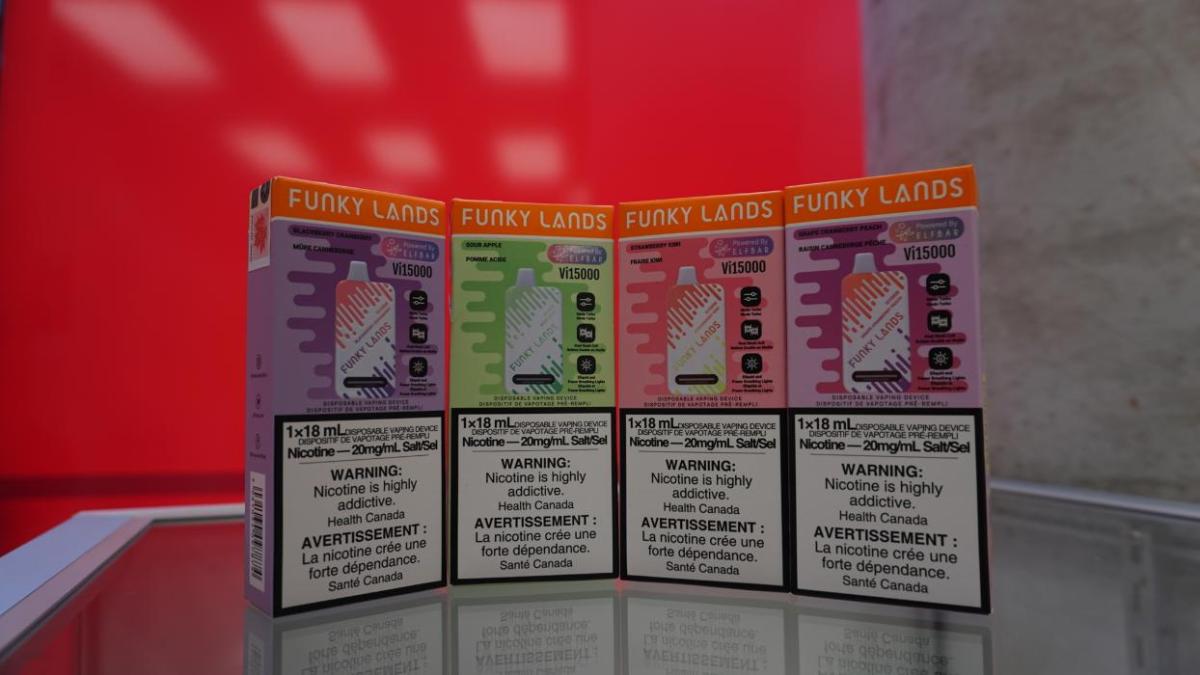 FUNKY LANDS
BLACKBERRY CRANBERRY
MÛRE CANNEBERGE
Powered By
ELFBAR
Vi15000
FUNKY LANDS
DISPOSABLE VAPING DEVICE
DISPOSITIF DE VAPOTAGE PRÉ-REMPLI
1×18 mL DISPOSABLE VAPING DEVICE
DISPOSITIF DE VAPOTAGE PRÉ-REMPLI
Nicotine — 20mg/mL Salt/Sel
WARNING:
Nicotine is highly
addictive.
Health Canada
AVERTISSEMENT :
La nicotine crée une
forte dépendance.
Santé Canada
FUNKY LANDS
SOUR APPLE
POMME ACIDE
Powered By
ELFBAR
Vi15000
FUNKY LANDS
DISPOSABLE VAPING DEVICE
DISPOSITIF DE VAPOTAGE PRÉ-REMPLI
1×18 mL DISPOSABLE VAPING DEVICE
DISPOSITIF DE VAPOTAGE PRÉ-REMPLI
Nicotine — 20mg/mL Salt/Sel
WARNING:
Nicotine is highly
addictive.
Health Canada
AVERTISSEMENT :
La nicotine crée une
forte dépendance.
Santé Canada
FUNKY LANDS
STRAWBERRY KIWI
FRAISE KIWI
Powered By
ELFBAR
Vi15000
FUNKY LANDS
DISPOSABLE VAPING DEVICE
DISPOSITIF DE VAPOTAGE PRÉ-REMPLI
1×18 mL DISPOSABLE VAPING DEVICE
DISPOSITIF DE VAPOTAGE PRÉ-REMPLI
Nicotine — 20mg/mL Salt/Sel
WARNING:
Nicotine is highly
addictive.
Health Canada
AVERTISSEMENT :
La nicotine crée une
forte dépendance.
Santé Canada
FUNKY LANDS
GRAPE CRANBERRY PEACH
RAISIN CANNEBERGE PÊCHE
Powered By
ELFBAR
Vi15000
FUNKY LANDS
DISPOSABLE VAPING DEVICE
DISPOSITIF DE VAPOTAGE PRÉ-REMPLI
1×18 mL DISPOSABLE VAPING DEVICE
DISPOSITIF DE VAPOTAGE PRÉ-REMPLI
Nicotine — 20mg/mL Salt/Sel
WARNING:
Nicotine is highly
addictive.
Health Canada
AVERTISSEMENT :
La nicotine crée une
forte dépendance.
Santé Canada